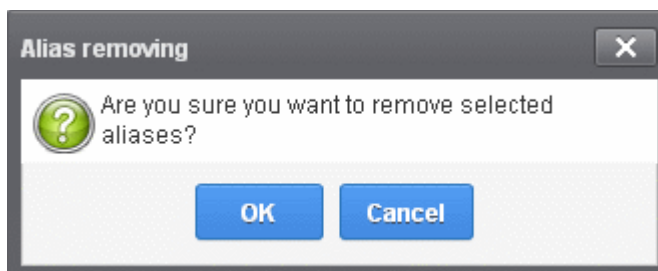 Alias removing
Are you sure you want to remove selected
aliases?
OK
Cancel